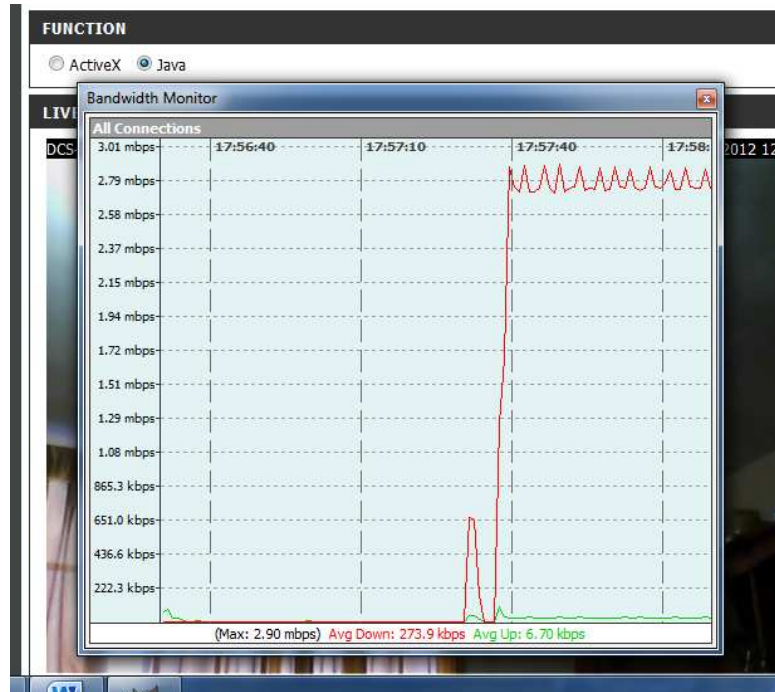 FUNCTION
ActiveX Java
Bandwidth Monitor
LIV
All Connections
DCS- 2012 12
17:56:40 17:57:10 17:57:40 17:58:
3.01 mbps
2.79 mbps
2.58 mbps
2.37 mbps
2.15 mbps
1.94 mbps
1.72 mbps
1.51 mbps
1.29 mbps
1.08 mbps
865.3 kbps
651.0 kbps
436.6 kbps
222.3 kbps
(Max: 2.90 mbps) Avg Down: 273.9 kbps Avg Up: 6.70 kbps
W